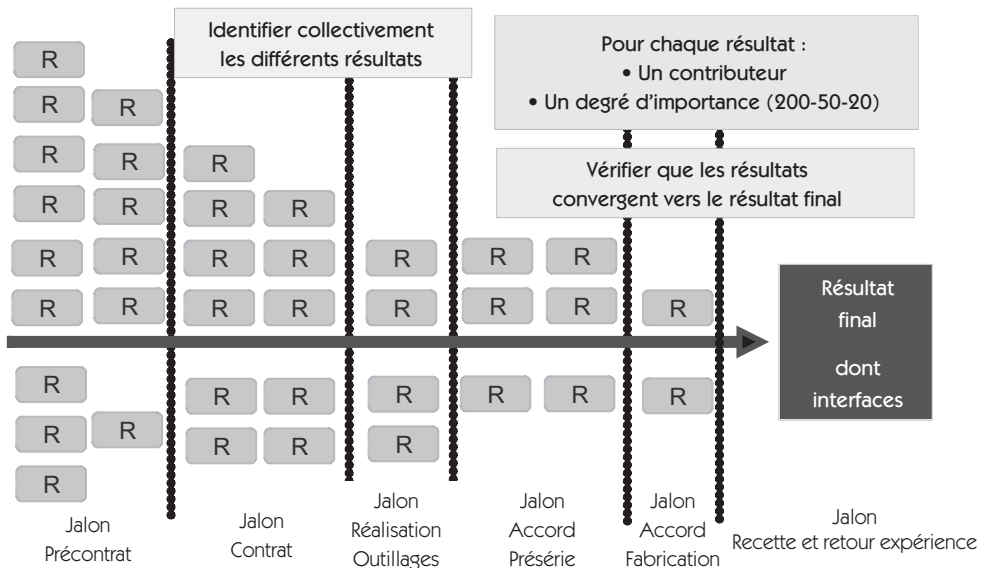 Identifier collectivement
les différents résultats
Pour chaque résultat :
• Un contributeur
• Un degré d'importance (200-50-20)
Vérifier que les résultats
convergent vers le résultat final
R
R R
R R R
R R R R
R R R R R R R
R R R R R R R R
R R R R R R R
R R R R R
R
Résultat
final
dont
interfaces
Jalon
Précontrat
Jalon
Contrat
Jalon
Réalisation
Outillages
Jalon
Accord
Présérie
Jalon
Accord
Fabrication
Jalon
Recette et retour expérience